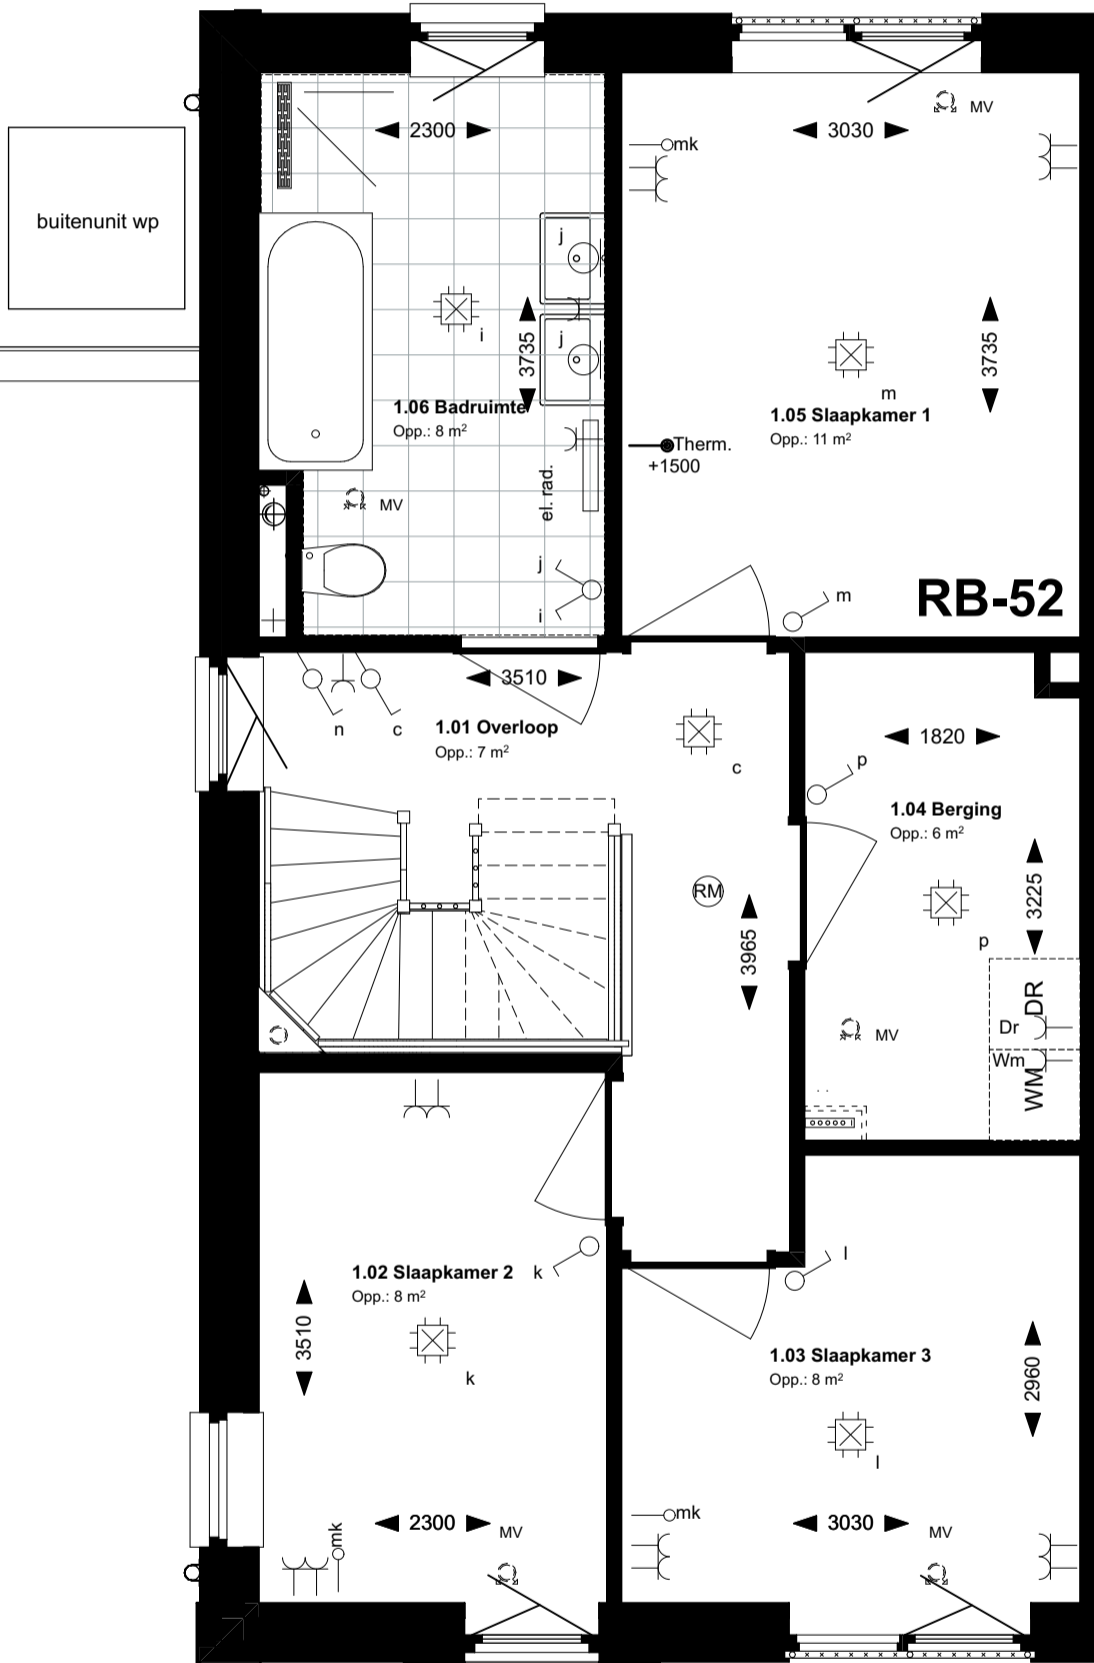 2300
3030
MV
mk
buitenunit wp
j
i
j
3735
3735
m
1.06 Badruimte
Opp.: 8 m²
1.05 Slaapkamer 1
Opp.: 11 m²
Therm.
+1500
el. rad.
MV
j
i
m
RB-52
3510
n
c
1.01 Overloop
Opp.: 7 m²
c
1820
p
1.04 Berging
Opp.: 6 m²
RM
3225
3965
p
DR
Dr
MV
Wm
WM
1.02 Slaapkamer 2
Opp.: 8 m²
k
l
3510
k
1.03 Slaapkamer 3
Opp.: 8 m²
2960
l
mk
2300
MV
mk
3030
MV